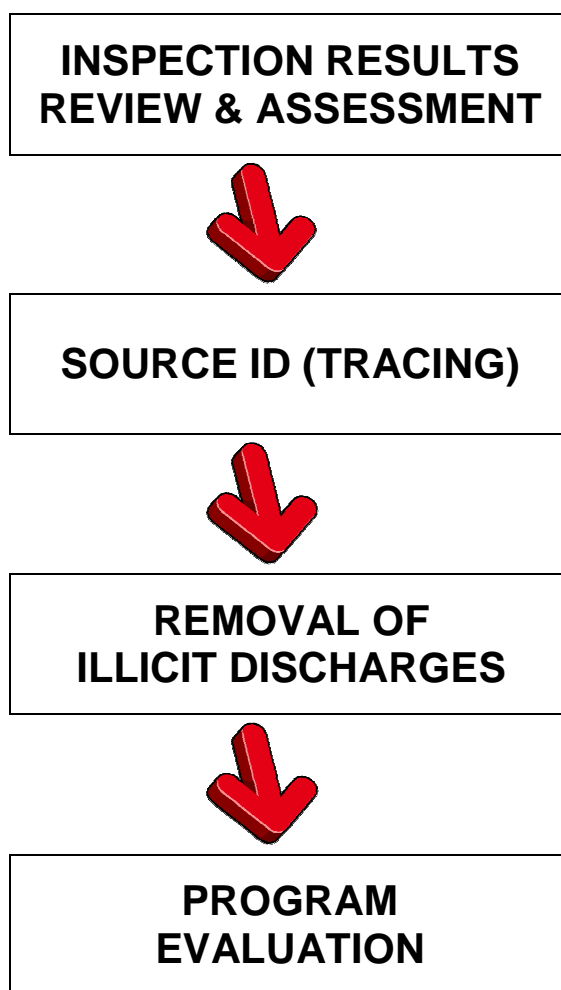 INSPECTION RESULTS
REVIEW & ASSESSMENT
SOURCE ID (TRACING)
REMOVAL OF
ILLICIT DISCHARGES
PROGRAM
EVALUATION